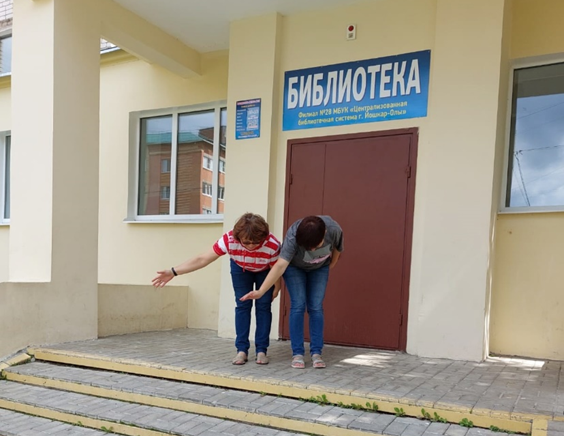 БИБЛИОТЕКА
Филиал №28 МБУК «Централизованная
библиотечная система г. Йошкар-Олы»